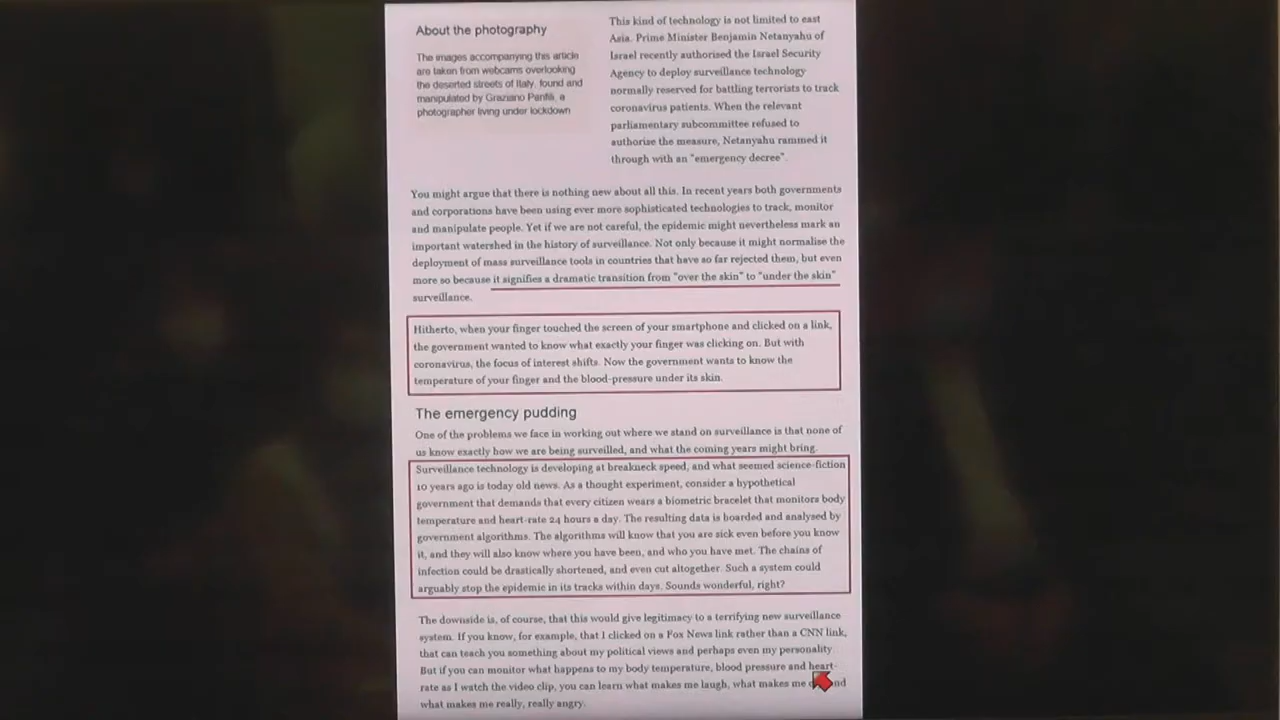 About the photography
The images accompanying this article
are taken from webcams overlooking
the deserted streets of Italy, found and
manipulated by Graziano Panfili, a
photographer living under lockdown
This kind of technology is not limited to east
Asia. Prime Minister Benjamin Netanyahu of
Israel recently authorised the Israel Security
Agency to deploy surveillance technology
normally reserved for battling terrorists to track
coronavirus patients. When the relevant
parliamentary subcommittee refused to
authorise the measure, Netanyahu rammed it
through with an "emergency decree".
You might argue that there is nothing new about all this. In recent years both governments
and corporations have been using ever more sophisticated technologies to track, monitor
and manipulate people. Yet if we are not careful, the epidemic might nevertheless mark an
important watershed in the history of surveillance. Not only because it might normalise the
deployment of mass surveillance tools in countries that have so far rejected them, but even
more so because it signifies a dramatic transition from "over the skin" to "under the skin"
surveillance.
Hitherto, when your finger touched the screen of your smartphone and clicked on a link,
the government wanted to know what exactly your finger was clicking on. But with
coronavirus, the focus of interest shifts. Now the government wants to know the
temperature of your finger and the blood-pressure under its skin.
The emergency pudding
One of the problems we face in working out where we stand on surveillance is that none of
us know exactly how we are being surveilled, and what the coming years might bring.
Surveillance technology is developing at breakneck speed, and what seemed science-fiction
10 years ago is today old news. As a thought experiment, consider a hypothetical
government that demands that every citizen wears a biometric bracelet that monitors body
temperature and heart-rate 24 hours a day. The resulting data is hoarded and analysed by
government algorithms. The algorithms will know that you are sick even before you know
it, and they will also know where you have been, and who you have met. The chains of
infection could be drastically shortened, and even cut altogether. Such a system could
arguably stop the epidemic in its tracks within days. Sounds wonderful, right?
The downside is, of course, that this would give legitimacy to a terrifying new surveillance
system. If you know, for example, that I clicked on a Fox News link rather than a CNN link,
that can teach you something about my political views and perhaps even my personality.
But if you can monitor what happens to my body temperature, blood pressure and heart-
rate as I watch the video clip, you can learn what makes me laugh, what makes me
what makes me really, really angry.